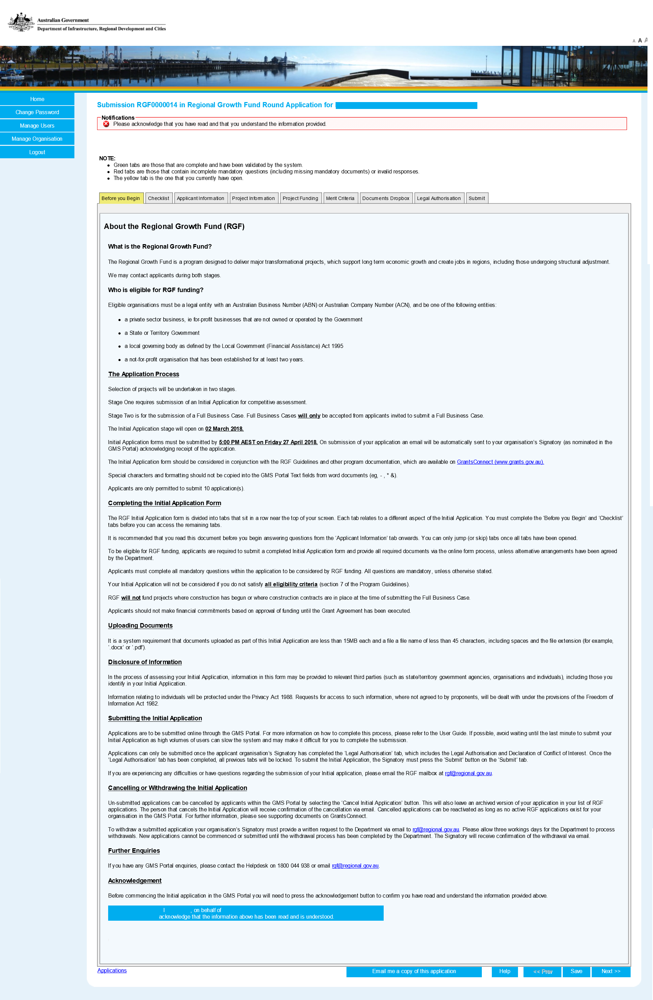 Australian Government
Department of Infrastructure, Regional Development and Cities
A A A
Home
Change Password
Manage Users
Manage Organisation
Logout
Submission RGF0000014 in Regional Growth Fund Round Application for
Notifications
Please acknowledge that you have read and that you understand the information provided.
NOTE:
● Green tabs are those that are complete and have been validated by the system.
● Red tabs are those that contain incomplete mandatory questions (including missing mandatory documents) or invalid responses.
● The yellow tab is the one that you currently have open.
Before you Begin Checklist Applicant Information Project Information Project Funding Merit Criteria Documents Dropbox Legal Authorisation Submit
About the Regional Growth Fund (RGF)
What is the Regional Growth Fund?
The Regional Growth Fund is a program designed to deliver major transformational projects, which support long term economic growth and create jobs in regions, including those undergoing structural adjustment.
We may contact applicants during both stages.
Who is eligible for RGF funding?
Eligible organisations must be a legal entity with an Australian Business Number (ABN) or Australian Company Number (ACN), and be one of the following entities:
● a private sector business, ie for-profit businesses that are not owned or operated by the Government
● a State or Territory Government
● a local governing body as defined by the Local Government (Financial Assistance) Act 1995
● a not-for-profit organisation that has been established for at least two years.
The Application Process
Selection of projects will be undertaken in two stages.
Stage One requires submission of an Initial Application for competitive assessment.
Stage Two is for the submission of a Full Business Case. Full Business Cases will only be accepted from applicants invited to submit a Full Business Case.
The Initial Application stage will open on 02 March 2018.
Initial Application forms must be submitted by 5:00 PM AEST on Friday 27 April 2018. On submission of your application an email will be automatically sent to your organisation's Signatory (as nominated in the
GMS Portal) acknowledging receipt of the application.
The Initial Application form should be considered in conjunction with the RGF Guidelines and other program documentation, which are available on GrantsConnect (www.grants.gov.au).
Special characters and formatting should not be copied into the GMS Portal Text fields from word documents (eg, - , * &).
Applicants are only permitted to submit 10 application(s).
Completing the Initial Application Form
The RGF Initial Application form is divided into tabs that sit in a row near the top of your screen. Each tab relates to a different aspect of the Initial Application. You must complete the ‘Before you Begin’ and ‘Checklist’
tabs before you can access the remaining tabs.
It is recommended that you read this document before you begin answering questions from the ‘Applicant Information’ tab onwards. You can only jump (or skip) tabs once all tabs have been opened.
To be eligible for RGF funding, applicants are required to submit a completed Initial Application form and provide all required documents via the online form process, unless alternative arrangements have been agreed
by the Department.
Applicants must complete all mandatory questions within the application to be considered by RGF funding. All questions are mandatory, unless otherwise stated.
Your Initial Application will not be considered if you do not satisfy all eligibility criteria (section 7 of the Program Guidelines).
RGF will not fund projects where construction has begun or where construction contracts are in place at the time of submitting the Full Business Case.
Applicants should not make financial commitments based on approval of funding until the Grant Agreement has been executed.
Uploading Documents
It is a system requirement that documents uploaded as part of this Initial Application are less than 15MB each and a file a file name of less than 45 characters, including spaces and the file extension (for example,
‘.docx’ or ‘.pdf’).
Disclosure of Information
In the process of assessing your Initial Application, information in this form may be provided to relevant third parties (such as state/territory government agencies, organisations and individuals), including those you
identify in your Initial Application.
Information relating to individuals will be protected under the Privacy Act 1988. Requests for access to such information, where not agreed to by proponents, will be dealt with under the provisions of the Freedom of
Information Act 1982.
Submitting the Initial Application
Applications are to be submitted online through the GMS Portal. For more information on how to complete this process, please refer to the User Guide. If possible, avoid waiting until the last minute to submit your
Initial Application as high volumes of users can slow the system and may make it difficult for you to complete the submission.
Applications can only be submitted once the applicant organisation’s Signatory has completed the ‘Legal Authorisation’ tab, which includes the Legal Authorisation and Declaration of Conflict of Interest. Once the
’Legal Authorisation’ tab has been completed, all previous tabs will be locked. To submit the Initial Application, the Signatory must press the ‘Submit’ button on the ‘Submit’ tab.
If you are experiencing any difficulties or have questions regarding the submission of your Initial application, please email the RGF mailbox at rgf@regional.gov.au.
Cancelling or Withdrawing the Initial Application
Un-submitted applications can be cancelled by applicants within the GMS Portal by selecting the ‘Cancel Initial Application’ button. This will also leave an archived version of your application in your list of RGF
applications. The person that cancels the Initial Application will receive confirmation of the cancellation via email. Cancelled applications can be reactivated as long as no active RGF applications exist for your
organisation in the GMS Portal. For further information, please see supporting documents on GrantsConnect.
To withdraw a submitted application your organisation’s Signatory must provide a written request to the Department via email to rgf@regional.gov.au. Please allow three workings days for the Department to process
withdrawals. New applications cannot be commenced or submitted until the withdrawal process has been completed by the Department. The Signatory will receive confirmation of the withdrawal via email.
Further Enquiries
If you have any GMS Portal enquiries, please contact the Helpdesk on 1800 044 938 or email rgf@regional.gov.au.
Acknowledgement
Before commencing the Initial application in the GMS Portal you will need to press the acknowledgement button to confirm you have read and understand the information provided above.
I , on behalf of
acknowledge that the information above has been read and is understood.
Applications Email me a copy of this application Help << Prev Save Next >>